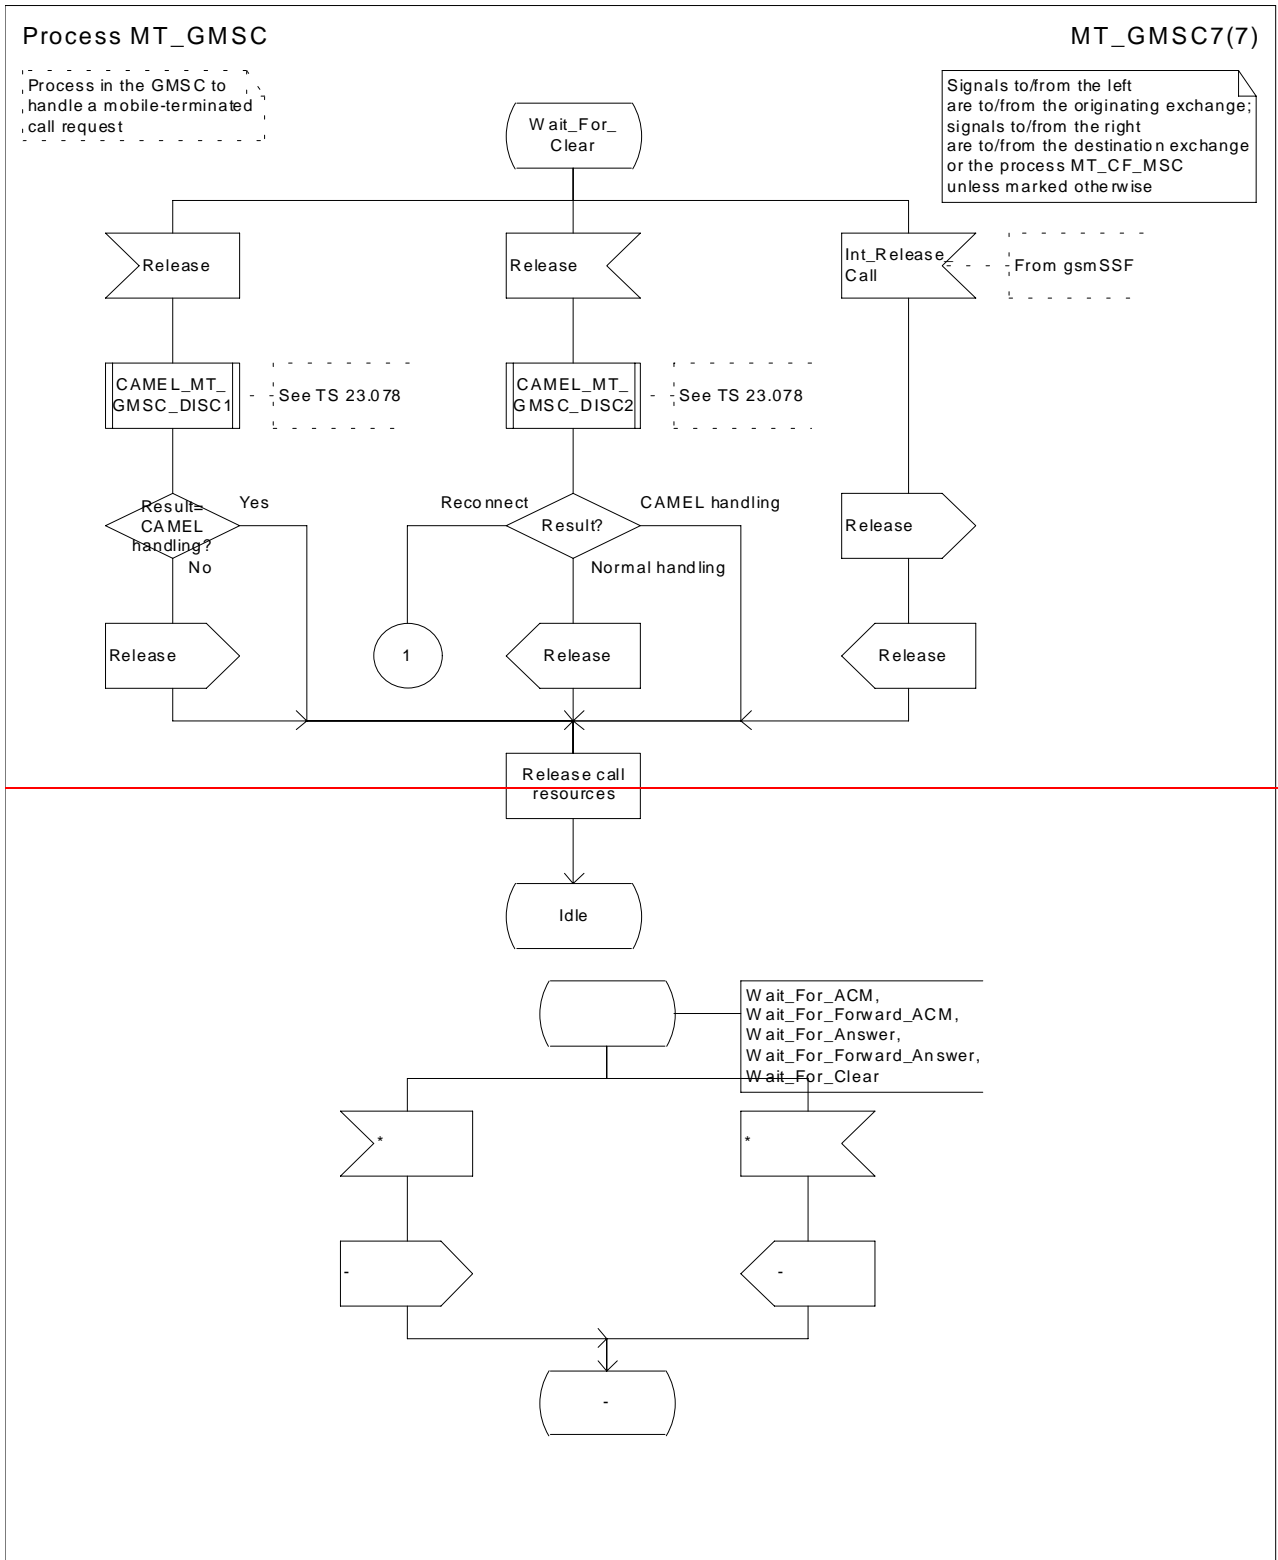 Process MT_GMSC
MT_GMSC7(7)
Process in the GMSC to
handle a mobile-terminated
call request
Signals to/from the left
are to/from the originating exchange;
signals to/from the right
are to/from the destination exchange
or the process MT_CF_MSC
unless marked otherwise
Wait_For_
Clear
Release
Release
Int_Release_
Call
From gsmSSF
CAMEL_MT_
GMSC_DISC1
See TS 23.078
CAMEL_MT_
GMSC_DISC2
See TS 23.078
Result=
CAMEL
handling?
Yes
No
Reconnect
Result?
CAMEL handling
Normal handling
Release
Release
1
Release
Release
Release call
resources
Idle
Wait_For_ACM,
Wait_For_Forward_ACM,
Wait_For_Answer,
Wait_For_Forward_Answer,
Wait_For_Clear
*
*
-
-
-